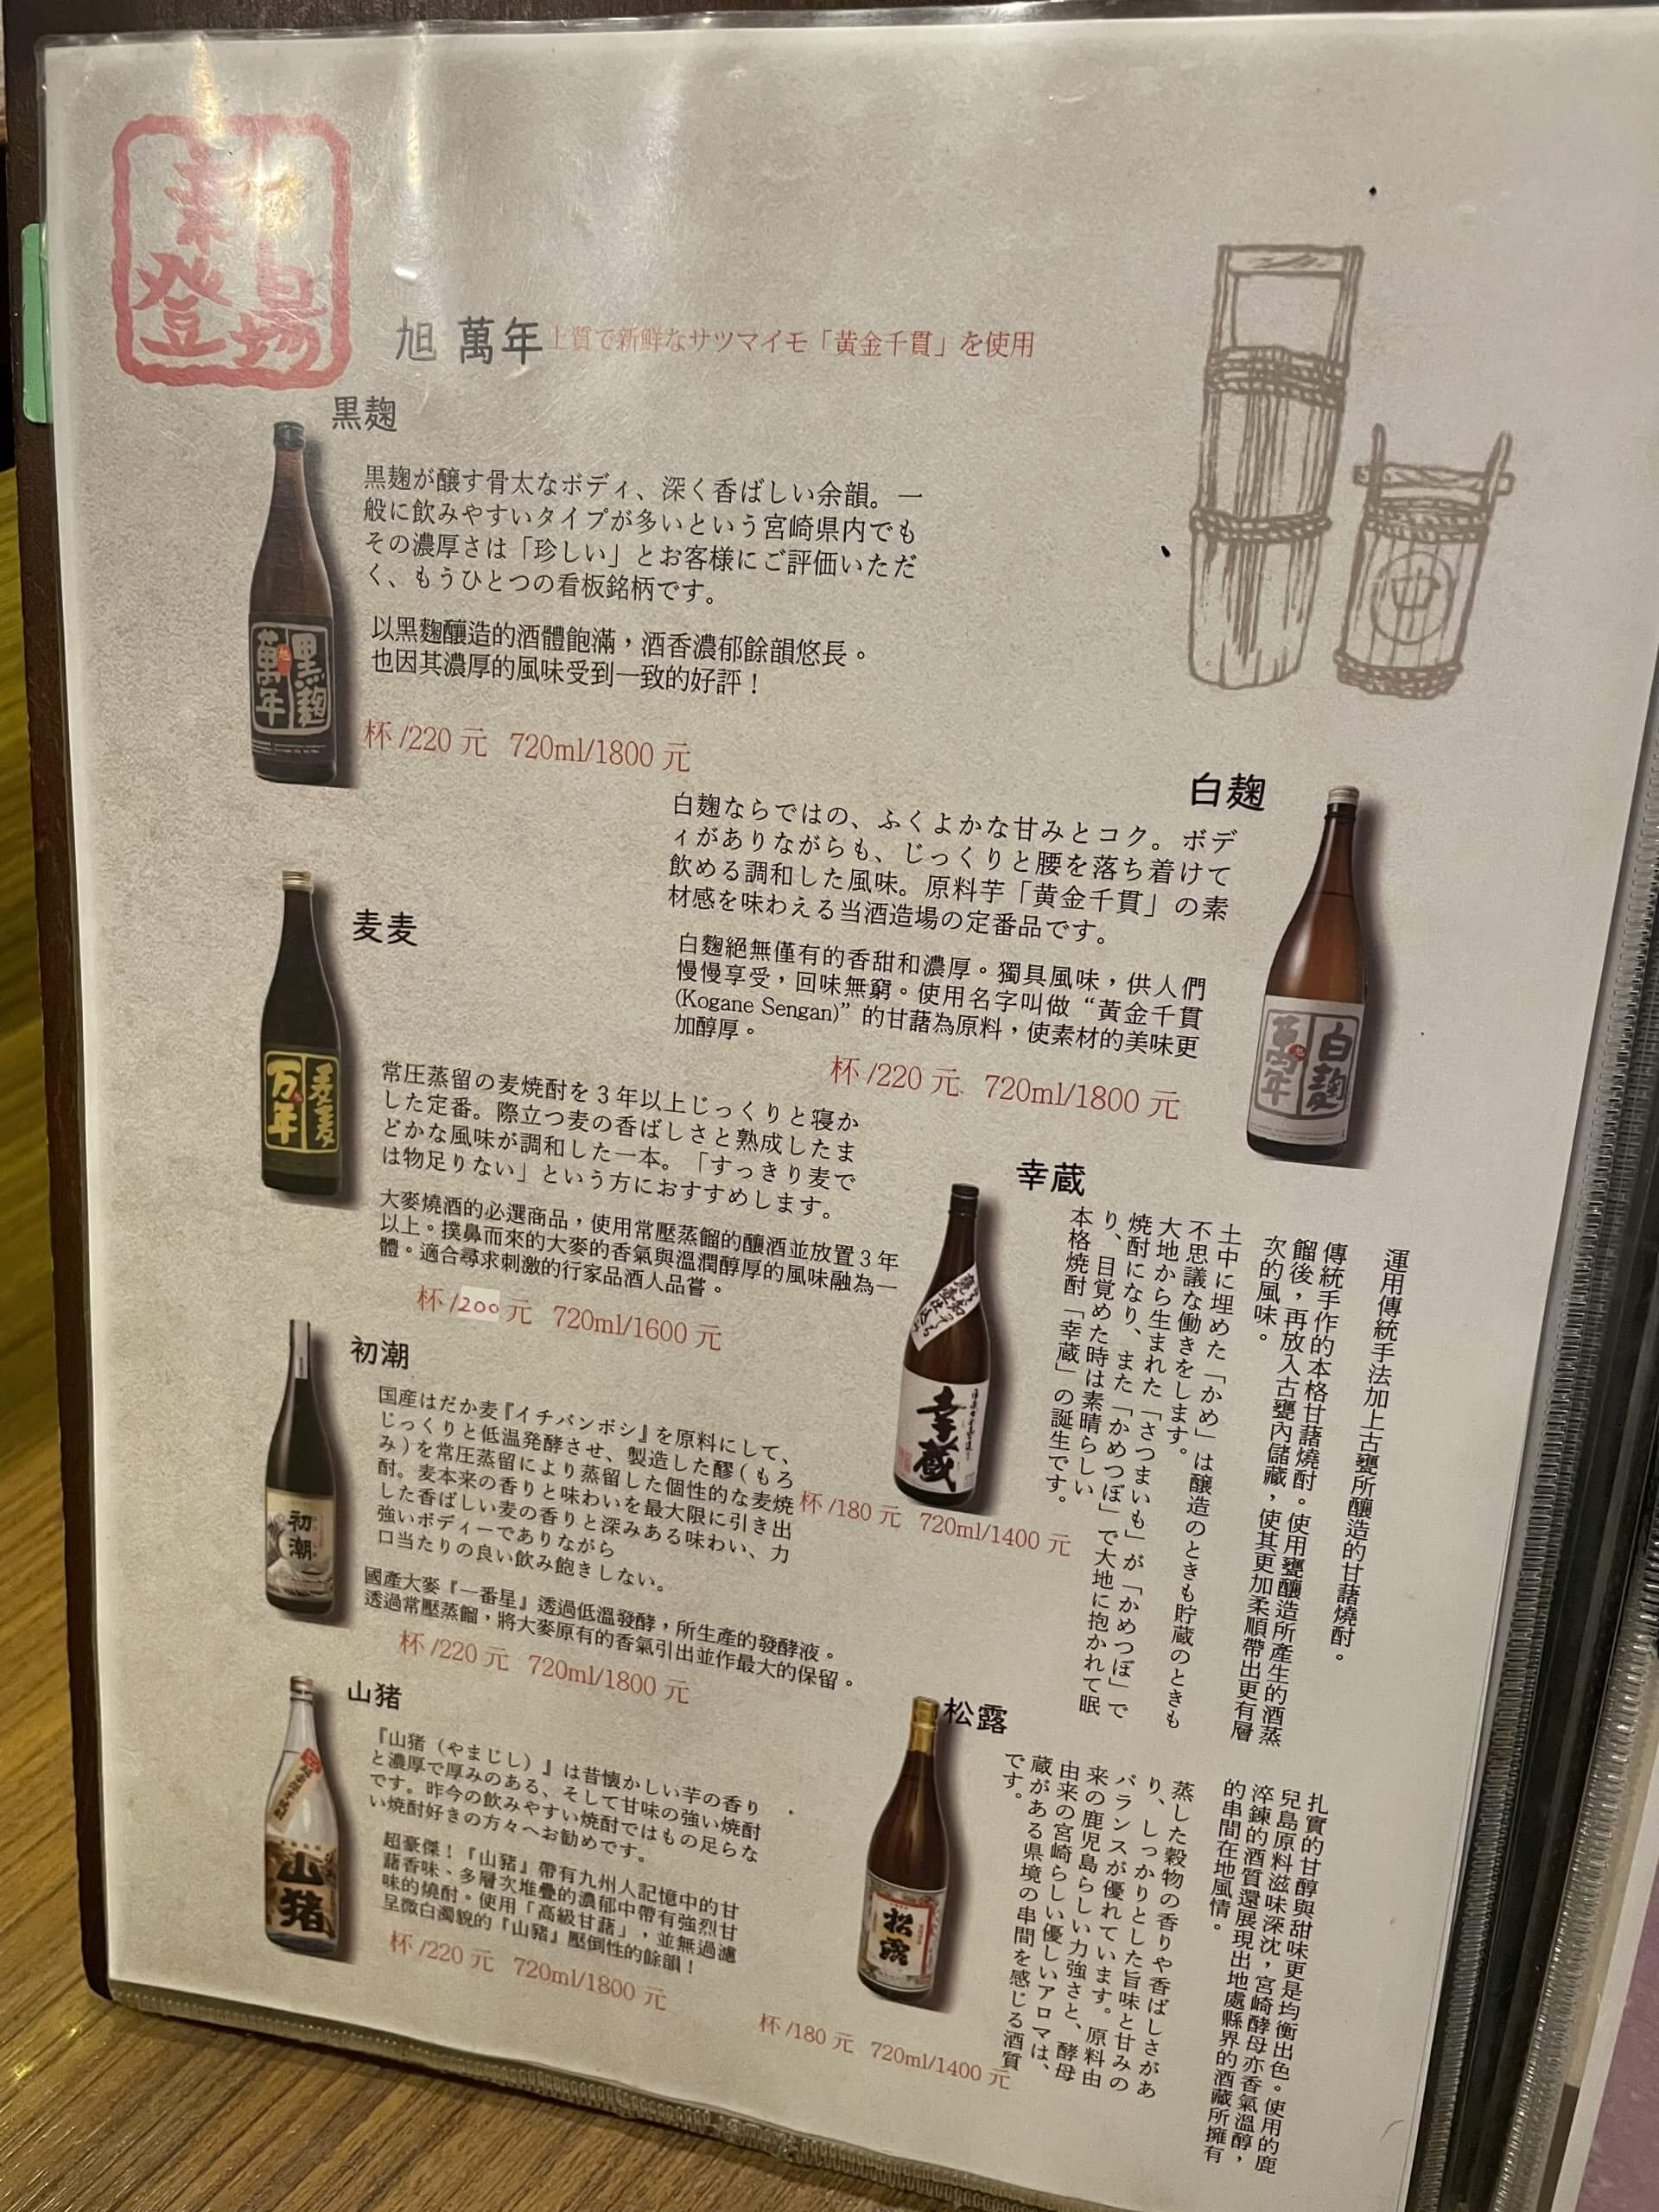 新登場
旭 萬年 上質で新鮮なサツマイモ「黄金千貫」を使用
黒麹
黒麹が醸す骨太なボディ、深く香ばしい余韻。一
般に飲みやすいタイプが多いという宮崎県内でも
その濃厚さは「珍しい」とお客様にご評価いただ
く、もうひとつの看板銘柄です。
以黑麴釀造的酒體飽滿，酒香濃郁餘韻悠長。
也因其濃厚的風味受到一致的好評！
杯/220 元 720ml/1800 元
黒麹
萬年
白麹
白麹ならではの、ふくよかな甘みとコク。ボデ
ィがありながらも、じっくりと腰を落ち着けて
飲める調和した風味。原料芋「黄金千貫」の素
材感を味わえる当酒造場の定番品です。
白麴絕無僅有的香甜和濃厚。獨具風味，供人們
慢慢享受，回味無窮。使用名字叫做“黃金千貫
(Kogane Sengan)”的甘藷為原料，使素材的美味更
加醇厚。
杯/220 元 720ml/1800 元
白麹
萬年
麦麦
常圧蒸留の麦焼酎を３年以上じっくりと寝か
した定番。際立つ麦の香ばしさと熟成したま
どかな風味が調和した一本。「すっきり麦で
は物足りない」という方におすすめします。
大麥燒酒的必選商品，使用常壓蒸餾的釀酒並放置３年
以上。撲鼻而來的大麥的香氣與溫潤醇厚的風味融為一
體。適合尋求刺激的行家品酒人品嘗。
杯/200元 720ml/1600 元
麦麦
万年
幸蔵
土中に埋めた「かめ」は醸造のときも貯蔵のときも
不思議な働きをします。
大地から生まれた「さつまいも」が「かめつぼ」で
焼酎になり、また「かめつぼ」で大地に抱かれて眠
り、目覚めた時は素晴らしい
本格焼酎「幸蔵」の誕生です。
運用傳統手法加上古甕所釀造的甘藷燒酎。
傳統手作的本格甘藷燒酎。使用甕釀造所產生的酒蒸
餾後，再放入古甕內儲藏，使其更加柔順帶出更有層
次的風味。
杯/180 元 720ml/1400 元
幸蔵
初潮
国産はだか麦『イチバンボシ』を原料にして、
じっくりと低温発酵させ、製造した醪(もろ
み)を常圧蒸留により蒸留した個性的な麦焼
酎。麦本来の香りと味わいを最大限に引き出
した香ばしい麦の香りと深みある味わい、力
強いボディーでありながら
口当たりの良い飲み飽きしない。
國產大麥『一番星』透過低溫發酵，所生產的發酵液。
透過常壓蒸餾，將大麥原有的香氣引出並作最大的保留。
杯/220 元 720ml/1800 元
初潮
山猪
『山猪（やまじし）』は昔懐かしい芋の香り
と濃厚で厚みのある、そして甘味の強い焼酎
です。昨今の飲みやすい焼酎ではもの足らな
い焼酎好きの方々へお勧めです。
超豪傑！『山豬』帶有九州人記憶中的甘
藷香味、多層次堆疊的濃郁中帶有強烈甘
味的燒酎。使用「高級甘藷」，並無過濾
呈微白濁貌的『山豬』壓倒性的餘韻！
杯/220 元 720ml/1800 元
山猪
松露
蒸した穀物の香りや香ばしさがあ
り、しっかりとした旨味と甘みの
バランスが優れています。原料由
来の鹿児島らしい力強さと、酵母
由来の宮崎らしい優しいアロマは、
蔵がある県境の串間を感じる酒質
です。
扎實的甘醇與甜味更是均衡出色。使用的鹿
兒島原料滋味深沈，宮崎酵母亦香氣溫醇，
淬鍊的酒質還展現出地處縣界的酒藏所擁有
的串間在地風情。
杯/180 元 720ml/1400 元
松露